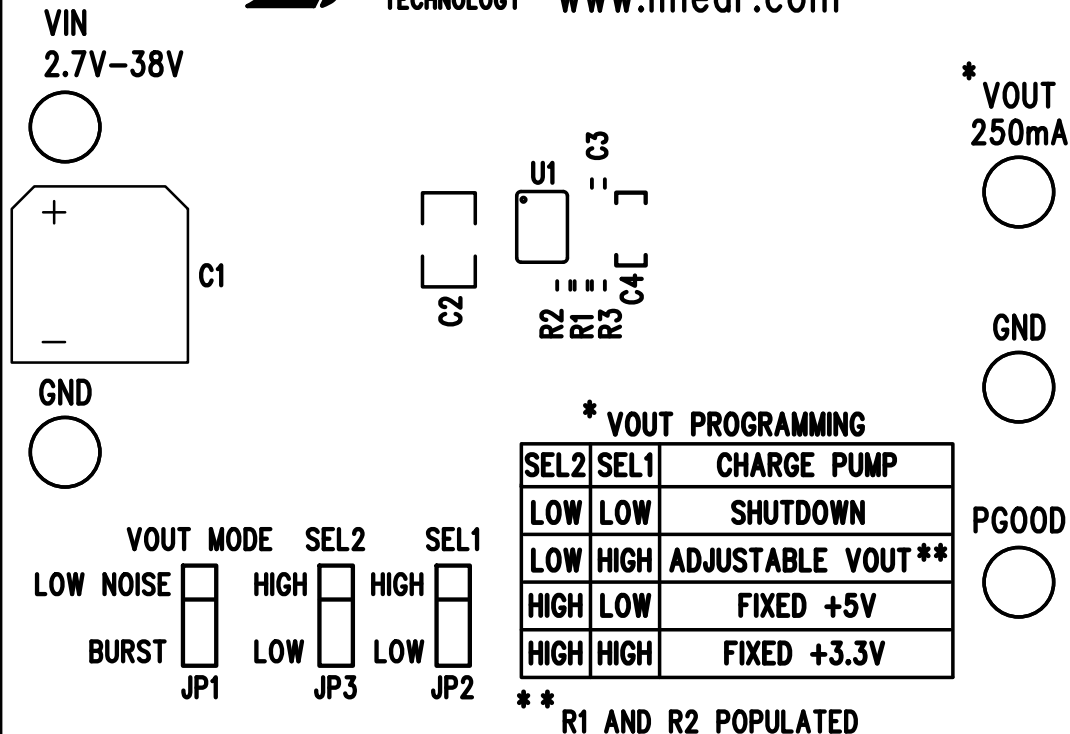 TECHNOLOGY www.linear.com
VIN
2.7V-38V
*
VOUT
250mA
C3
U1
+
C1
-
C2
C4
R2 R1 R3
GND
GND
* VOUT PROGRAMMING
SEL2 SEL1 CHARGE PUMP
LOW LOW SHUTDOWN
LOW HIGH ADJUSTABLE VOUT**
HIGH LOW FIXED +5V
HIGH HIGH FIXED +3.3V
** R1 AND R2 POPULATED
PGOOD
VOUT MODE SEL2 SEL1
LOW NOISE HIGH HIGH
BURST LOW LOW
JP1 JP3 JP2